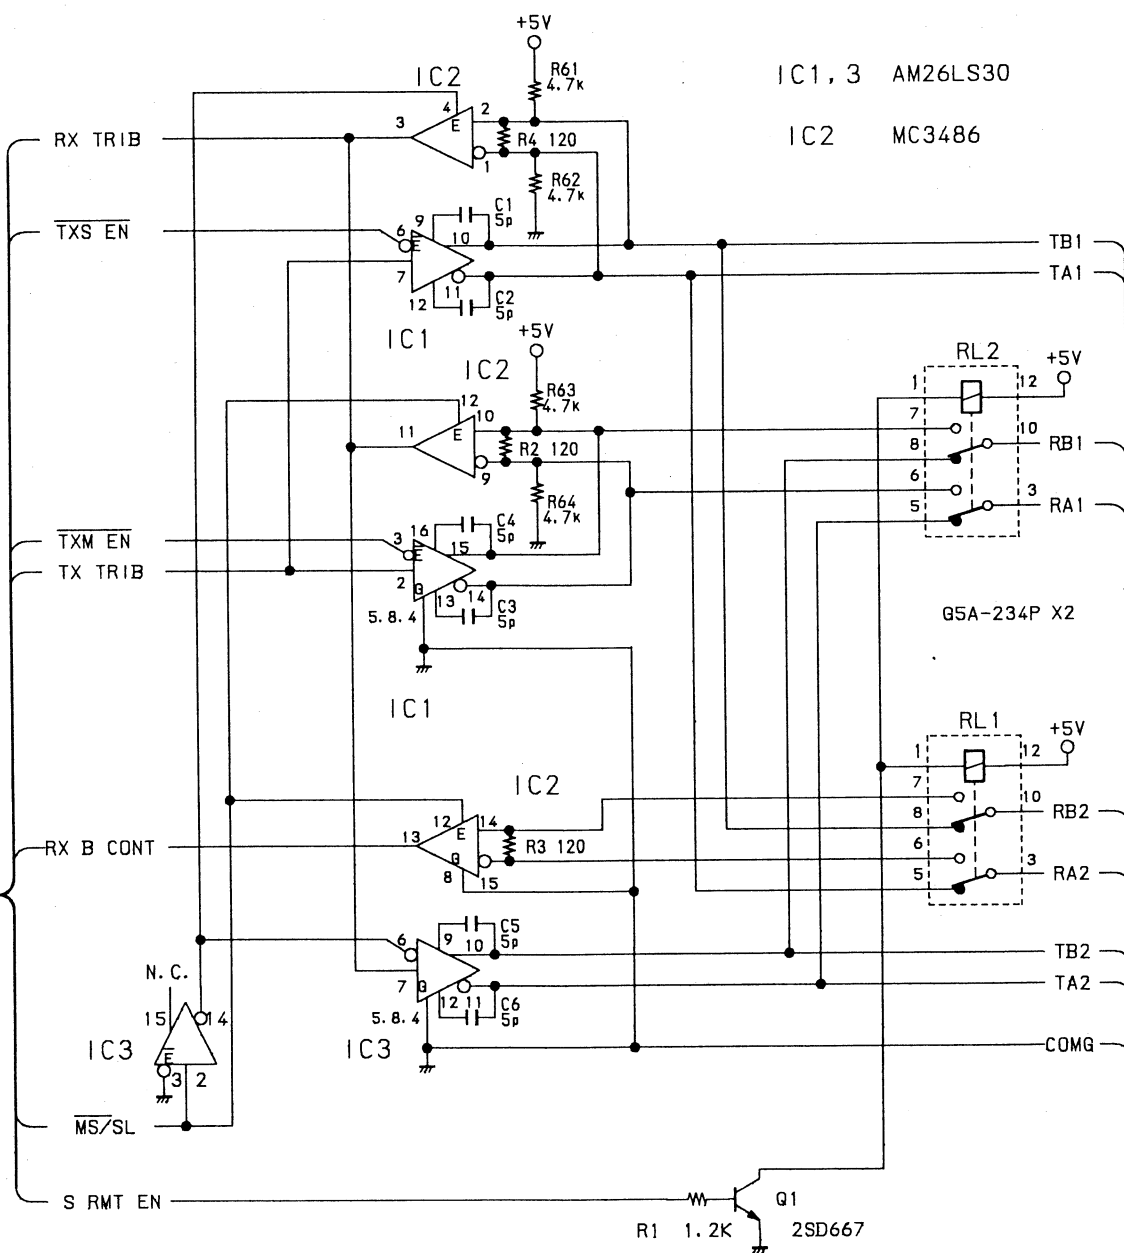 +5V
IC1,3 AM26LS30
IC2 MC3486
IC2
R61
4.7k
4
E
2
3
1
R4 120
R62
4.7k
RX TRIB
TXS EN
C1
5p
9
6
E
10
7
11
12
C2
5p
TB1
TA1
IC1
+5V
IC2
RL2
+5V
1
12
7
10
8
RB1
6
3
5
RA1
R63
4.7k
12
E
10
11
9
R2 120
R64
4.7k
TXM EN
TX TRIB
C4
5p
16
3
E
15
2
G
13
14
5.8.4
C3
5p
G5A-234P X2
IC1
RL1
+5V
1
12
7
10
8
RB2
6
3
5
RA2
IC2
12
E
14
13
G
8
15
R3 120
RX B CONT
C5
5p
6
9
10
7
G
12
11
5.8.4
C6
5p
TB2
TA2
N.C.
15
14
IC3
E
3
2
IC3
COMG
MS/SL
S RMT EN
Q1
R1 1.2K
2SD667